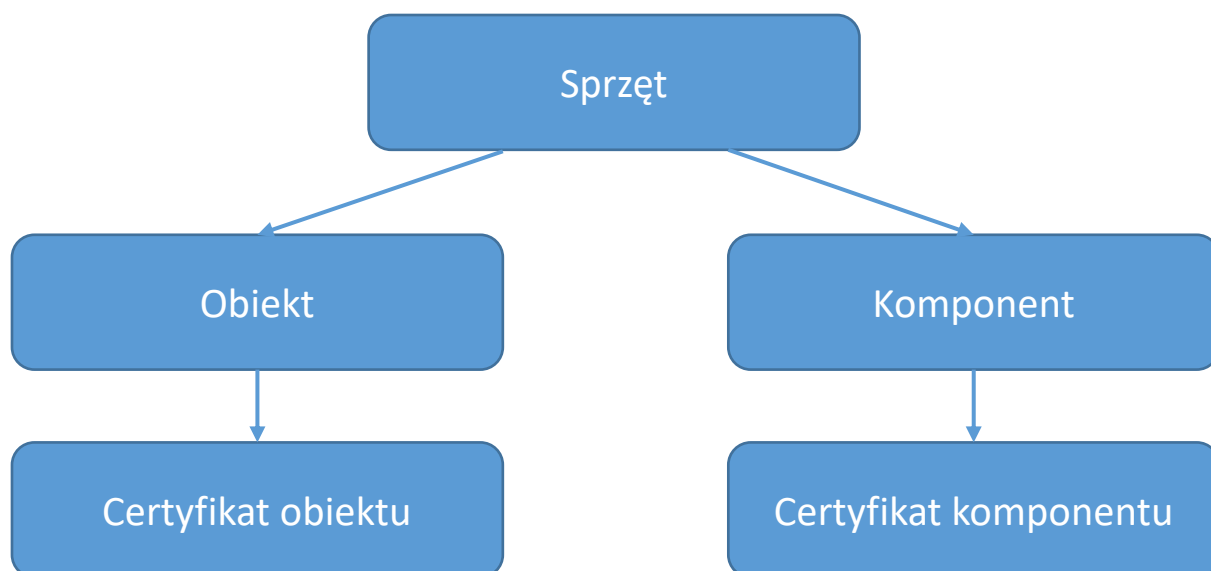 Sprzęt
Obiekt
Komponent
Certyfikat obiektu
Certyfikat komponentu